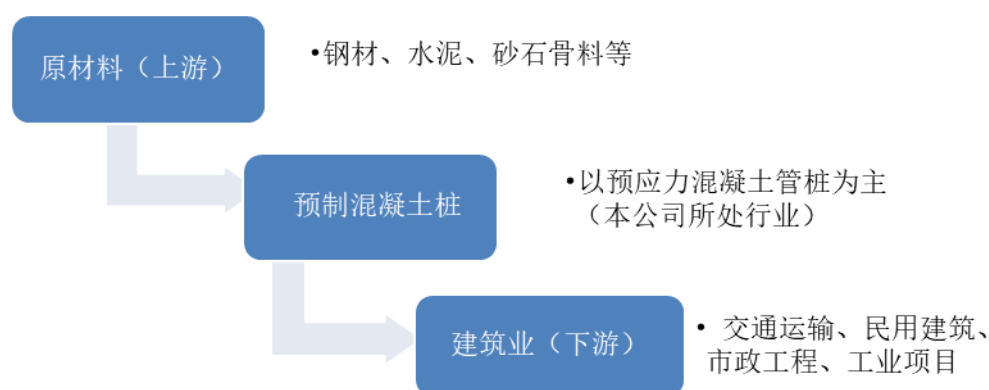 原材料（上游）
•钢材、水泥、砂石骨料等
预制混凝土桩
•以预应力混凝土管桩为主
（本公司所处行业）
建筑业（下游）
• 交通运输、民用建筑、
市政工程、工业项目